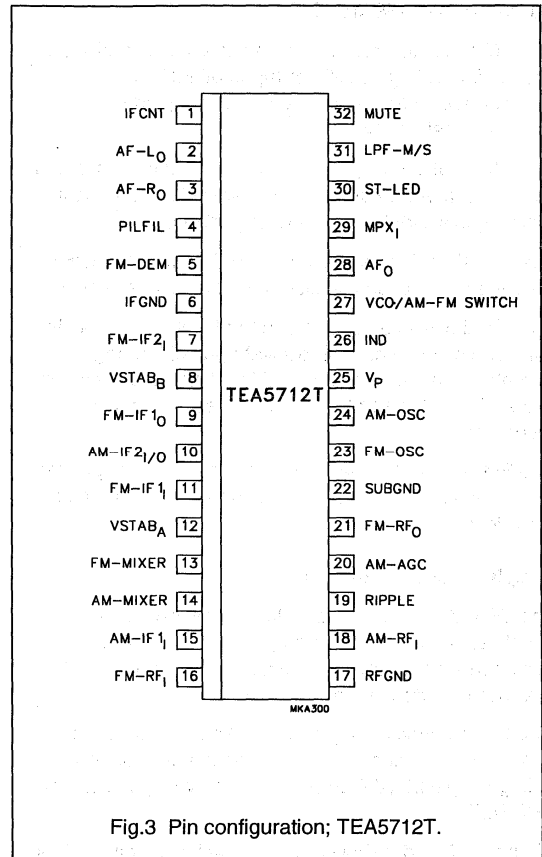 IFCNT 1 32 MUTE
AF-LO 2 31 LPF-M/S
AF-RO 3 30 ST-LED
PILFIL 4 29 MPXI
FM-DEM 5 28 AFO
IFGND 6 27 VCO/AM-FM SWITCH
FM-IF2I 7 26 IND
VSTABB 8 25 VP
TEA5712T
FM-IF1O 9 24 AM-OSC
AM-IF2I/O 10 23 FM-OSC
FM-IF1I 11 22 SUBGND
VSTABA 12 21 FM-RFO
FM-MIXER 13 20 AM-AGC
AM-MIXER 14 19 RIPPLE
AM-IF1I 15 18 AM-RFI
FM-RFI 16 17 RFGND
MKA300
Fig.3 Pin configuration; TEA5712T.